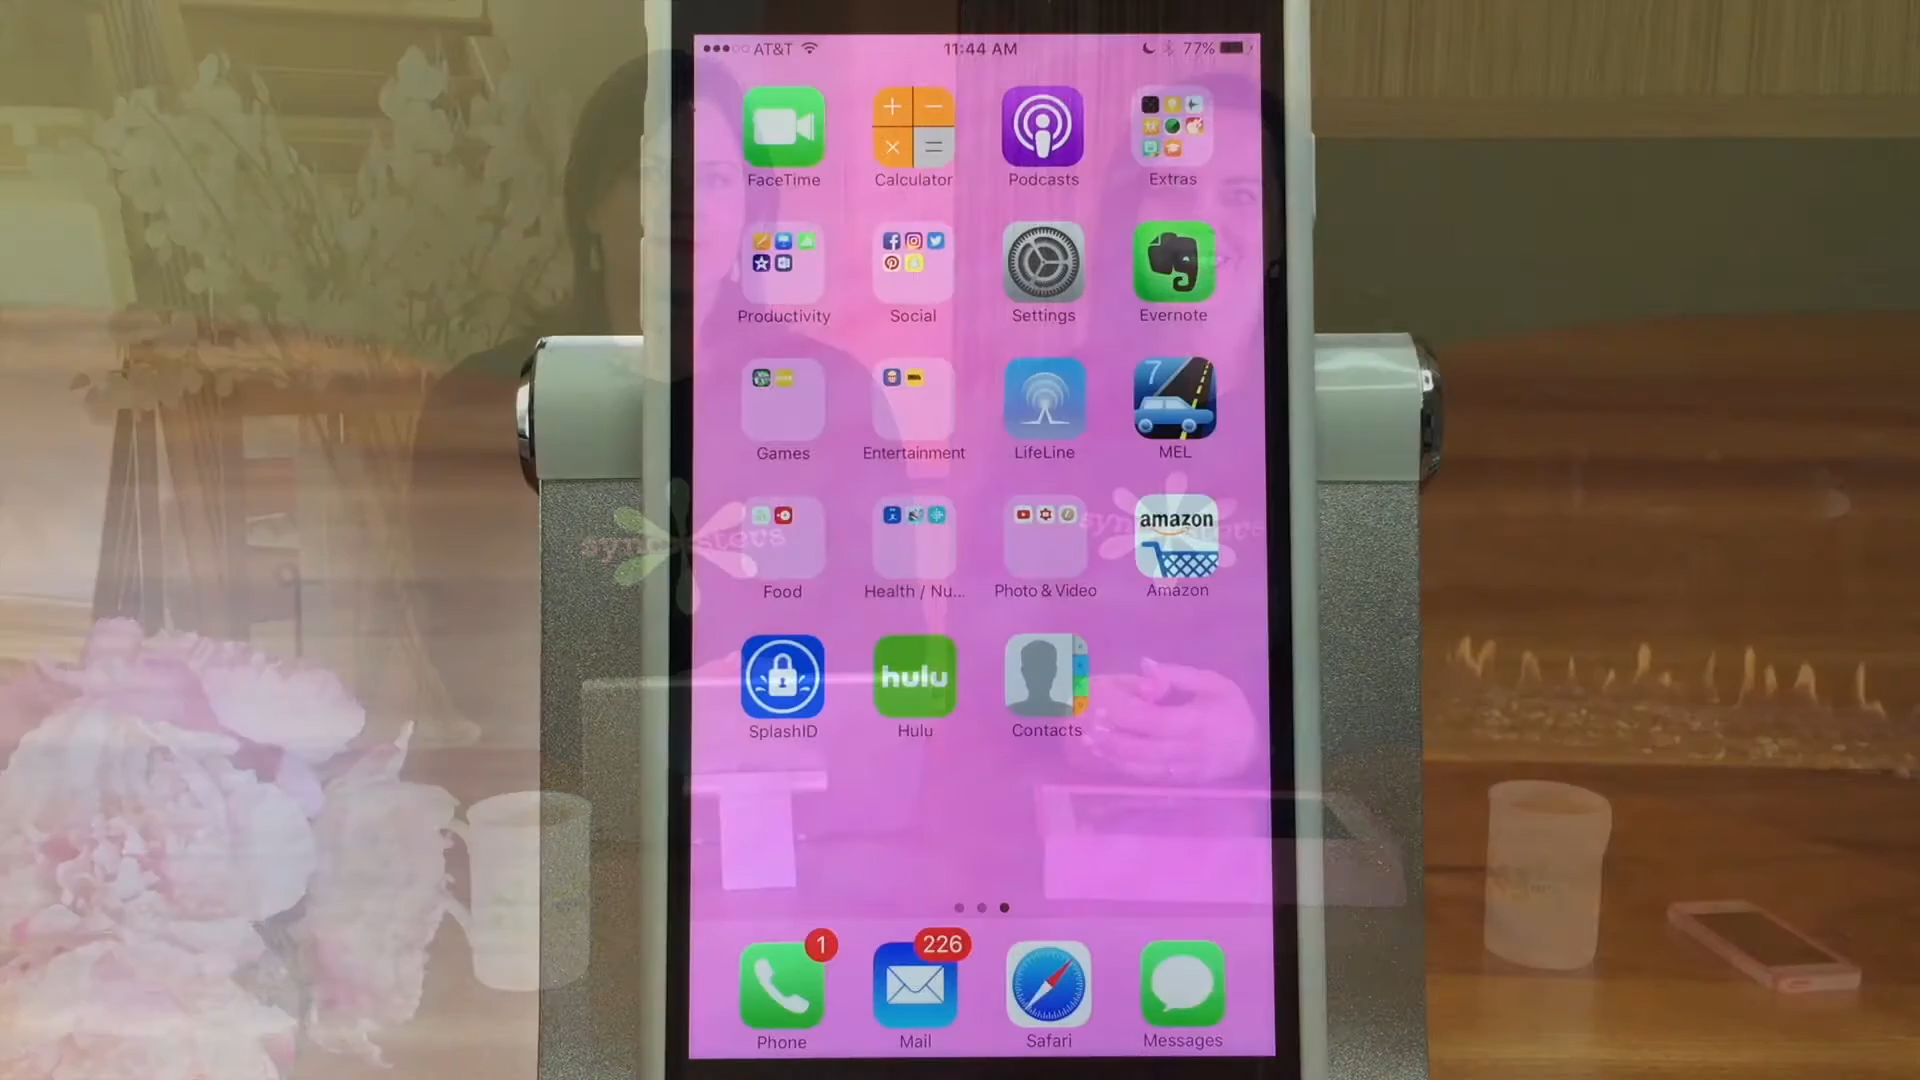 AT&T 11:44 AM 77%
FaceTime Calculator Podcasts Extras
Productivity Social Settings Evernote
7
Games Entertainment LifeLine MEL
amazon
Food Health / Nu... Photo & Video Amazon
hulu
SplashID Hulu Contacts
1 226
Phone Mail Safari Messages